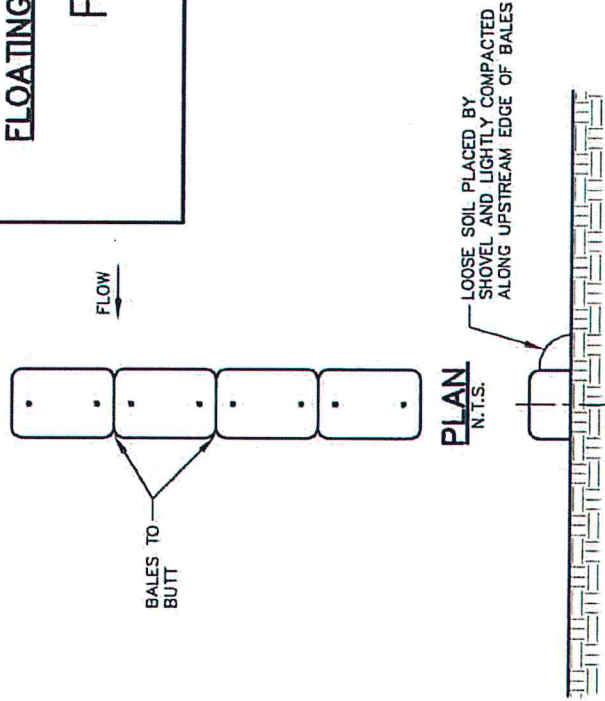 FLOATING
F
FLOW
BALES TO
BUTT
PLAN
N.T.S.
LOOSE SOIL PLACED BY
SHOVEL AND LIGHTLY COMPACTED
ALONG UPSTREAM EDGE OF BALES